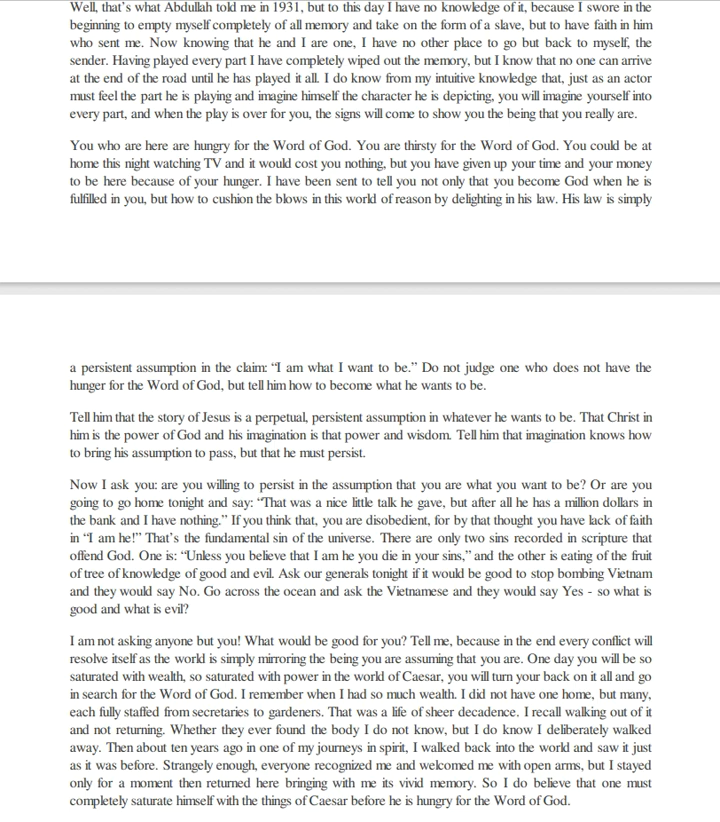 Well, that's what Abdullah told me in 1931, but to this day I have no knowledge of it, because I swore in the
beginning to empty myself completely of all memory and take on the form of a slave, but to have faith in him
who sent me. Now knowing that he and I are one, I have no other place to go but back to myself, the
sender. Having played every part I have completely wiped out the memory, but I know that no one can arrive
at the end of the road until he has played it all. I do know from my intuitive knowledge that, just as an actor
must feel the part he is playing and imagine himself the character he is depicting, you will imagine yourself into
every part, and when the play is over for you, the signs will come to show you the being that you really are.
You who are here are hungry for the Word of God. You are thirsty for the Word of God. You could be at
home this night watching TV and it would cost you nothing, but you have given up your time and your money
to be here because of your hunger. I have been sent to tell you not only that you become God when he is
fulfilled in you, but how to cushion the blows in this world of reason by delighting in his law. His law is simply
a persistent assumption in the claim: “I am what I want to be.” Do not judge one who does not have the
hunger for the Word of God, but tell him how to become what he wants to be.
Tell him that the story of Jesus is a perpetual, persistent assumption in whatever he wants to be. That Christ in
him is the power of God and his imagination is that power and wisdom. Tell him that imagination knows how
to bring his assumption to pass, but that he must persist.
Now I ask you: are you willing to persist in the assumption that you are what you want to be? Or are you
going to go home tonight and say: “That was a nice little talk he gave, but after all he has a million dollars in
the bank and I have nothing.” If you think that, you are disobedient, for by that thought you have lack of faith
in “I am he!” That's the fundamental sin of the universe. There are only two sins recorded in scripture that
offend God. One is: “Unless you believe that I am he you die in your sins,” and the other is eating of the fruit
of tree of knowledge of good and evil. Ask our generals tonight if it would be good to stop bombing Vietnam
and they would say No. Go across the ocean and ask the Vietnamese and they would say Yes - so what is
good and what is evil?
I am not asking anyone but you! What would be good for you? Tell me, because in the end every conflict will
resolve itself as the world is simply mirroring the being you are assuming that you are. One day you will be so
saturated with wealth, so saturated with power in the world of Caesar, you will turn your back on it all and go
in search for the Word of God. I remember when I had so much wealth. I did not have one home, but many,
each fully staffed from secretaries to gardeners. That was a life of sheer decadence. I recall walking out of it
and not returning. Whether they ever found the body I do not know, but I do know I deliberately walked
away. Then about ten years ago in one of my journeys in spirit, I walked back into the world and saw it just
as it was before. Strangely enough, everyone recognized me and welcomed me with open arms, but I stayed
only for a moment then returned here bringing with me its vivid memory. So I do believe that one must
completely saturate himself with the things of Caesar before he is hungry for the Word of God.